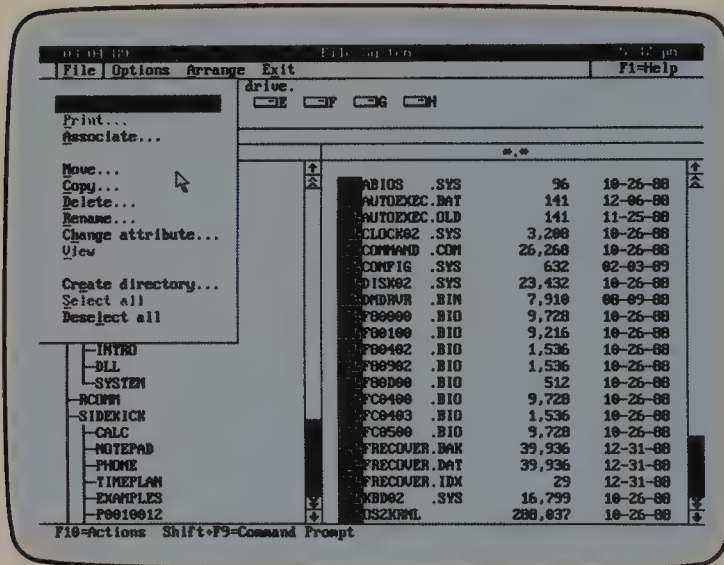 File System
File Options Arrange Exit F1=Help
drive.
E F G H
Print...
Associate...
*.*
Move...
Copy...
Delete...
Rename...
Change attribute...
View
Create directory...
Select all
Deselect all
ABIOS .SYS 96 10-26-88
AUTOEXEC.BAT 141 12-06-88
AUTOEXEC.OLD 141 11-25-88
CLOCK02 .SYS 3,208 10-26-88
COMMAND .COM 26,268 10-26-88
CONFIG .SYS 632 02-03-89
DISK02 .SYS 23,432 10-26-88
DMDRVR .BIN 7,910 08-09-88
F80000 .BIO 9,728 10-26-88
F80100 .BIO 9,216 10-26-88
INTRO F80402 .BIO 1,536 10-26-88
DLL F80902 .BIO 1,536 10-26-88
SYSTEM F80D00 .BIO 512 10-26-88
RCOMM FC0400 .BIO 9,728 10-26-88
SIDEKICK FC0403 .BIO 1,536 10-26-88
CALC FC0500 .BIO 9,728 10-26-88
NOTEPAD FRECOVER.BAK 39,936 12-31-88
PHONE FRECOVER.DAT 39,936 12-31-88
TIMEPLAN FRECOVER.IDX 29 12-31-88
EXAMPLES KBD02 .SYS 16,799 10-26-88
P0010012 OS2KRNL 288,037 10-26-88
F10=Actions Shift+F9=Command Prompt